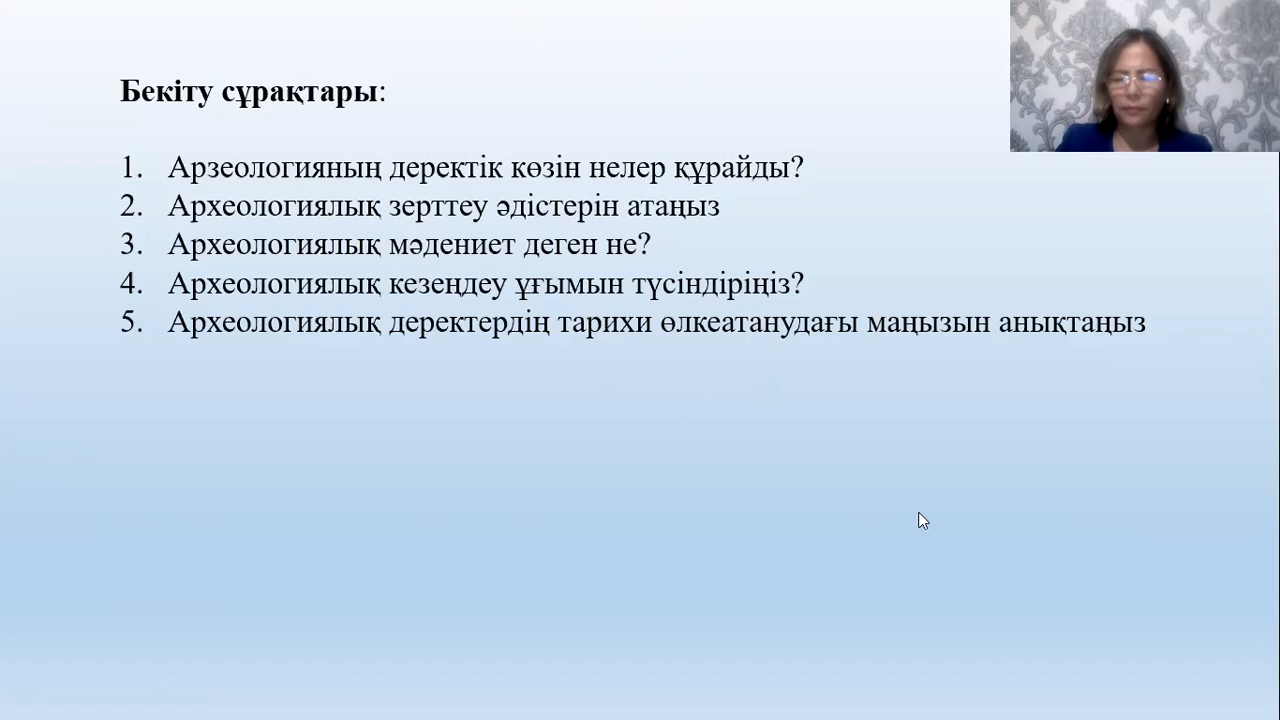 Бекіту сұрақтары:
1. Арзеологияның деректік көзін нелер құрайды?
2. Археологиялық зерттеу әдістерін атаңыз
3. Археологиялық мәдениет деген не?
4. Археологиялық кезеңдеу ұғымын түсіндіріңіз?
5. Археологиялық деректердің тарихи өлкеатанудағы маңызын анықтаңыз